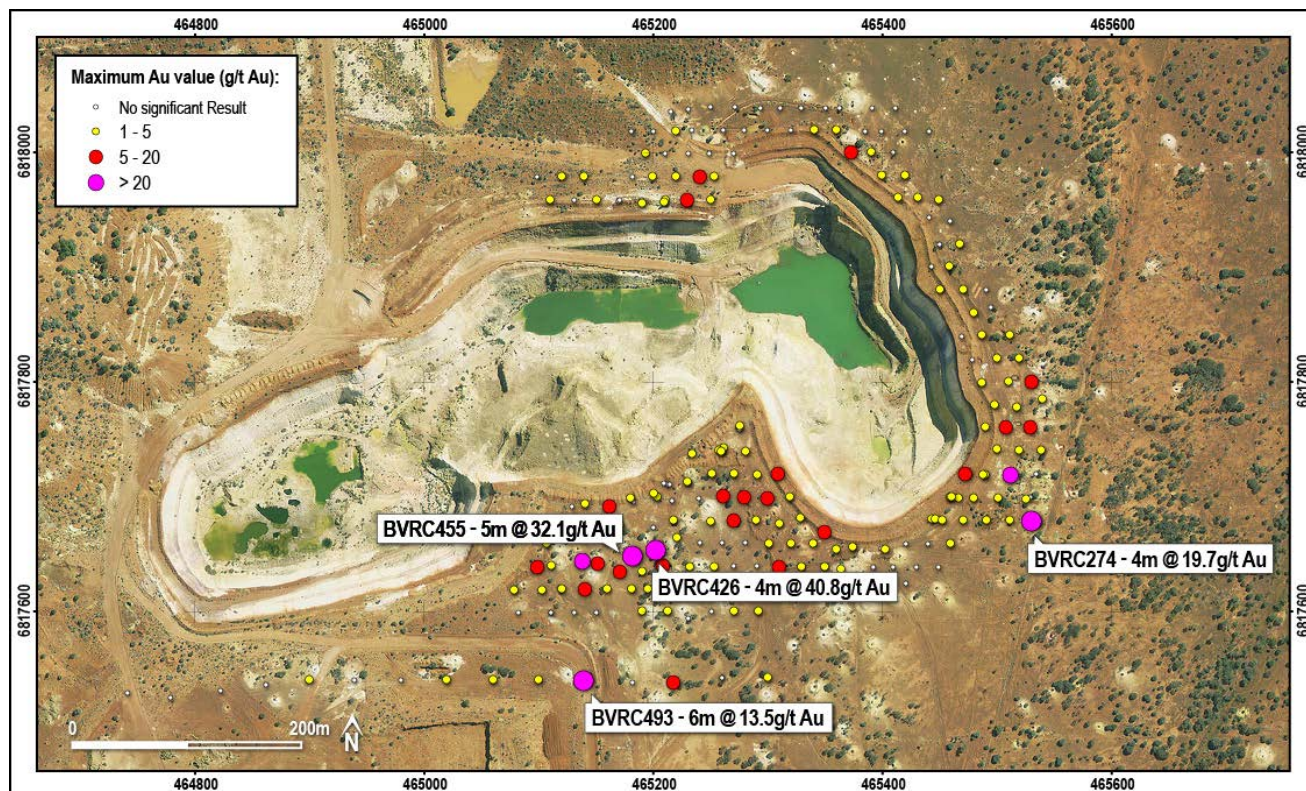 464800 465000 465200 465400 465600
Maximum Au value (g/t Au):
No significant Result
1 - 5
5 - 20
> 20
6818000 6818000
6817800 6817800
BVRC455 - 5m @ 32.1g/t Au
BVRC274 - 4m @ 19.7g/t Au
BVRC426 - 4m @ 40.8g/t Au
6817600 6817600
BVRC493 - 6m @ 13.5g/t Au
0 200m
N
464800 465000 465200 465400 465600